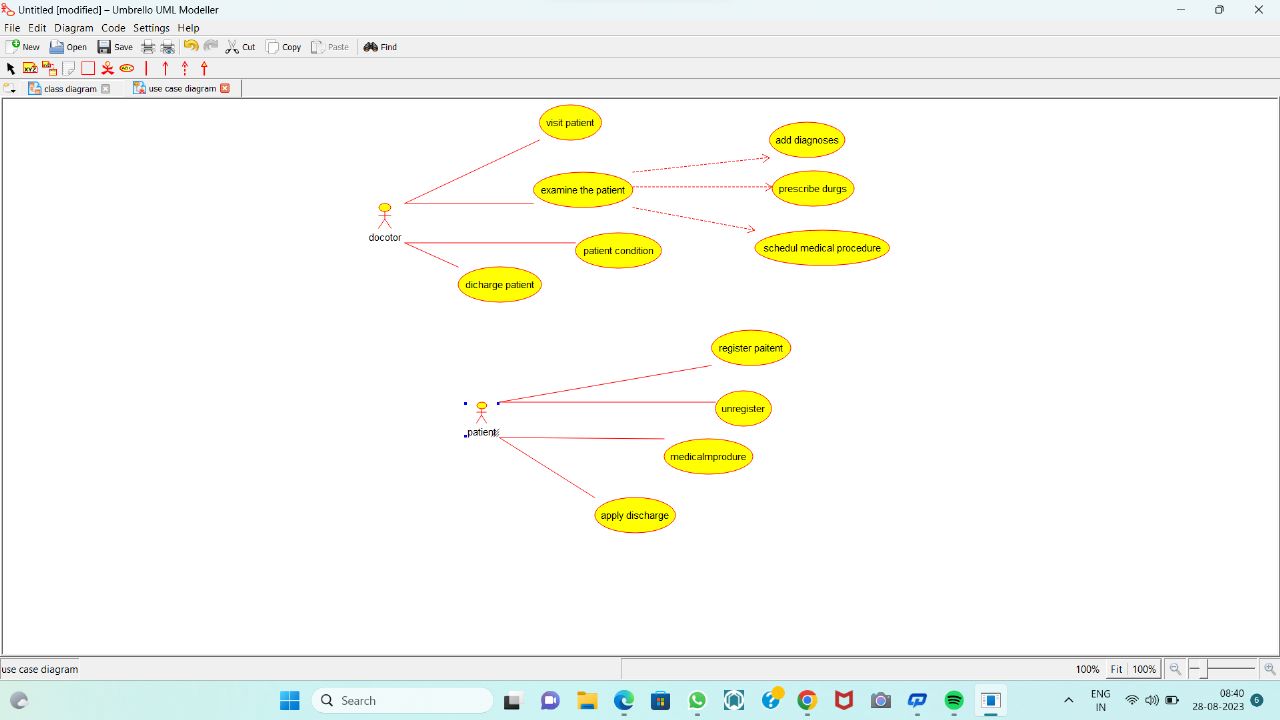 Untitled [modified] – Umbrello UML Modeller
File Edit Diagram Code Settings Help
New Open Save Cut Copy Paste Find
class diagram use case diagram
visit patient
add diagnoses
examine the patient
prescribe durgs
docotor
schedul medical procedure
patient condition
dicharge patient
register paitent
unregister
patient
medicalmprodure
apply discharge
use case diagram
100% Fit 100%
Search
ENG
IN
08:40
28-08-2023
5